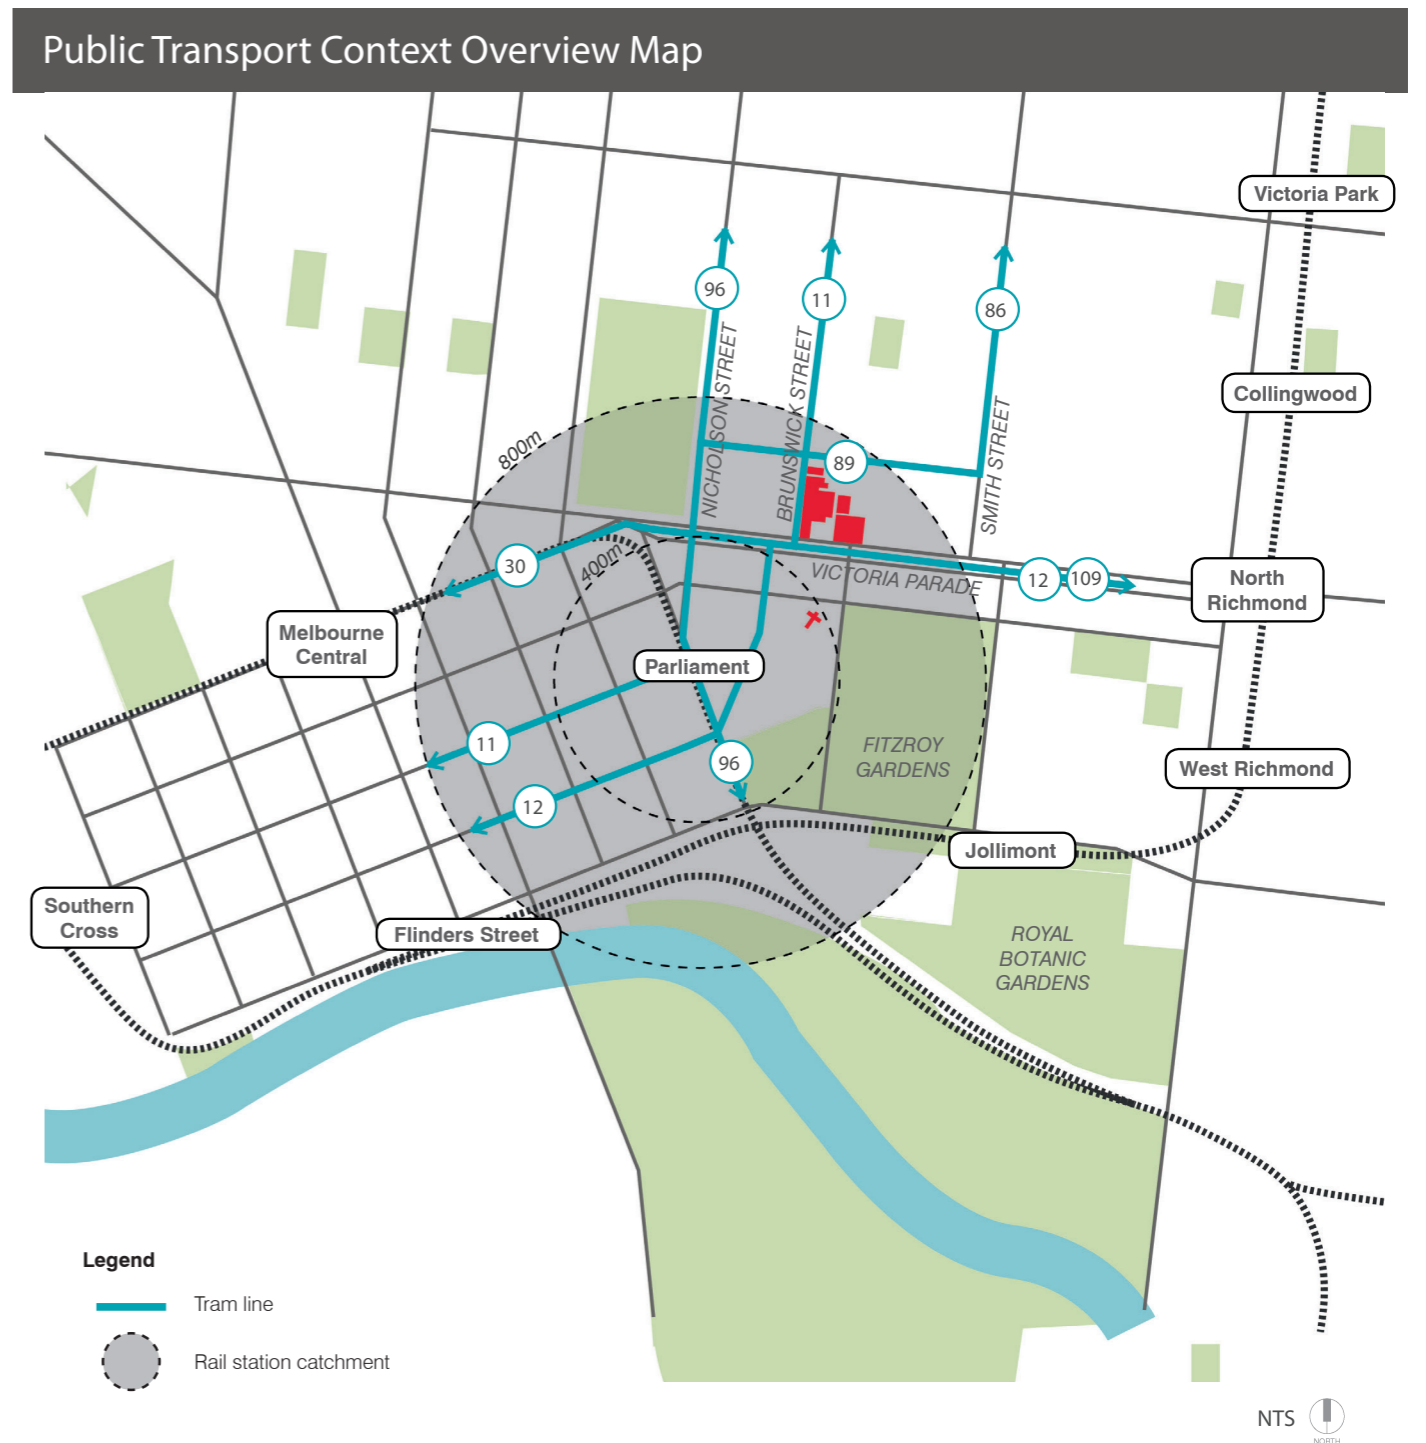 Public Transport Context Overview Map
Victoria Park
96
11
86
NICHOLSON STREET
BRUNSWICK STREET
SMITH STREET
Collingwood
800m
89
30
400m
VICTORIA PARADE
12
109
North
Richmond
Melbourne
Central
Parliament
11
96
12
FITZROY
GARDENS
West Richmond
Jollimont
Southern
Cross
Flinders Street
ROYAL
BOTANIC
GARDENS
Legend
Tram line
Rail station catchment
NTS
NORTH